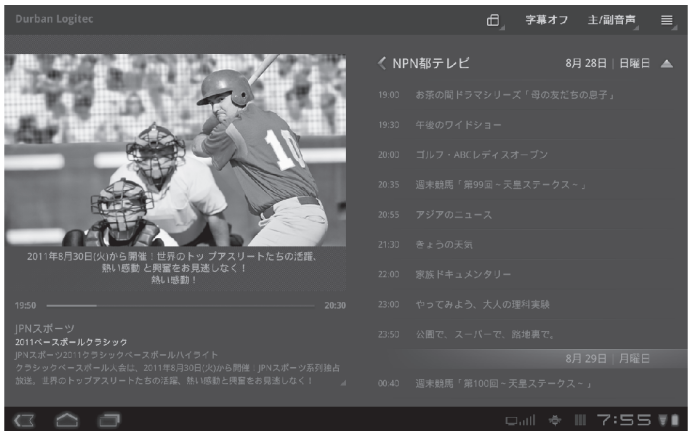 Durban Logitec
字幕オフ 主/副音声
NPN都テレビ 8月 28日 | 日曜日
19:00 お茶の間ドラマシリーズ「母の友だちの息子」
19:30 午後のワイドショー
20:00 ゴルフ・ABCレディスオープン
20:35 週末競馬「第99回~天皇ステークス~」
20:55 アジアのニュース
21:30 きょうの天気
22:00 家族ドキュメンタリー
23:00 やってみよう、大人の理科実験
23:50 公園で、スーパーで、路地裏で。
8月 29日 | 月曜日
00:40 週末競馬「第100回~天皇ステークス~」
10
2011年8月30日(火)から開催!世界のトップアスリートたちの活躍.
熱い感動と興奮をお見逃しなく!
熱い感動!
19:50 20:30
JPNスポーツ
2011ベースボールクラシック
JPNスポーツ2011クラシックベースボールハイライト
クラシックベースボール大会は、2011年8月30日(火)から開催!JPNスポーツ系列独占
放送、世界のトップアスリートたちの活躍、熱い感動と興奮をお見逃しなく!
7:55